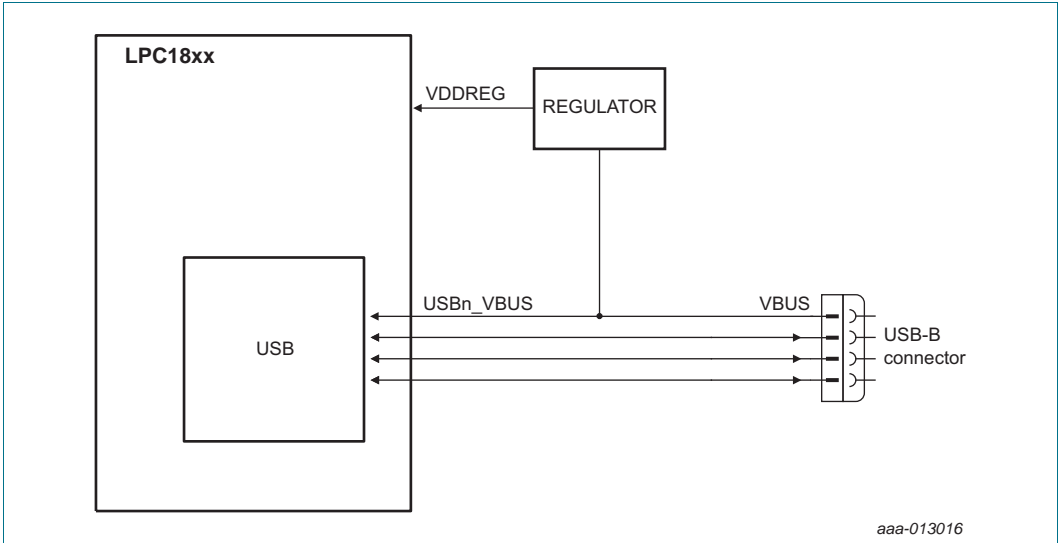 LPC18xx
VDDREG
REGULATOR
USBn_VBUS
VBUS
USB
USB-B
connector
aaa-013016